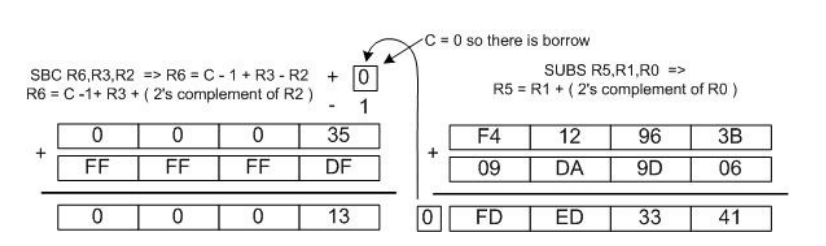 C = 0 so there is borrow
SBC R6,R3,R2 => R6 = C - 1 + R3 - R2 + 0
R6 = C -1+ R3 + ( 2's complement of R2 ) - 1
SUBS R5,R1,R0 =>
R5 = R1 + ( 2's complement of R0 )
0 0 0 35
+
FF FF FF DF
0 0 0 13
F4 12 96 3B
+
09 DA 9D 06
0 FD ED 33 41